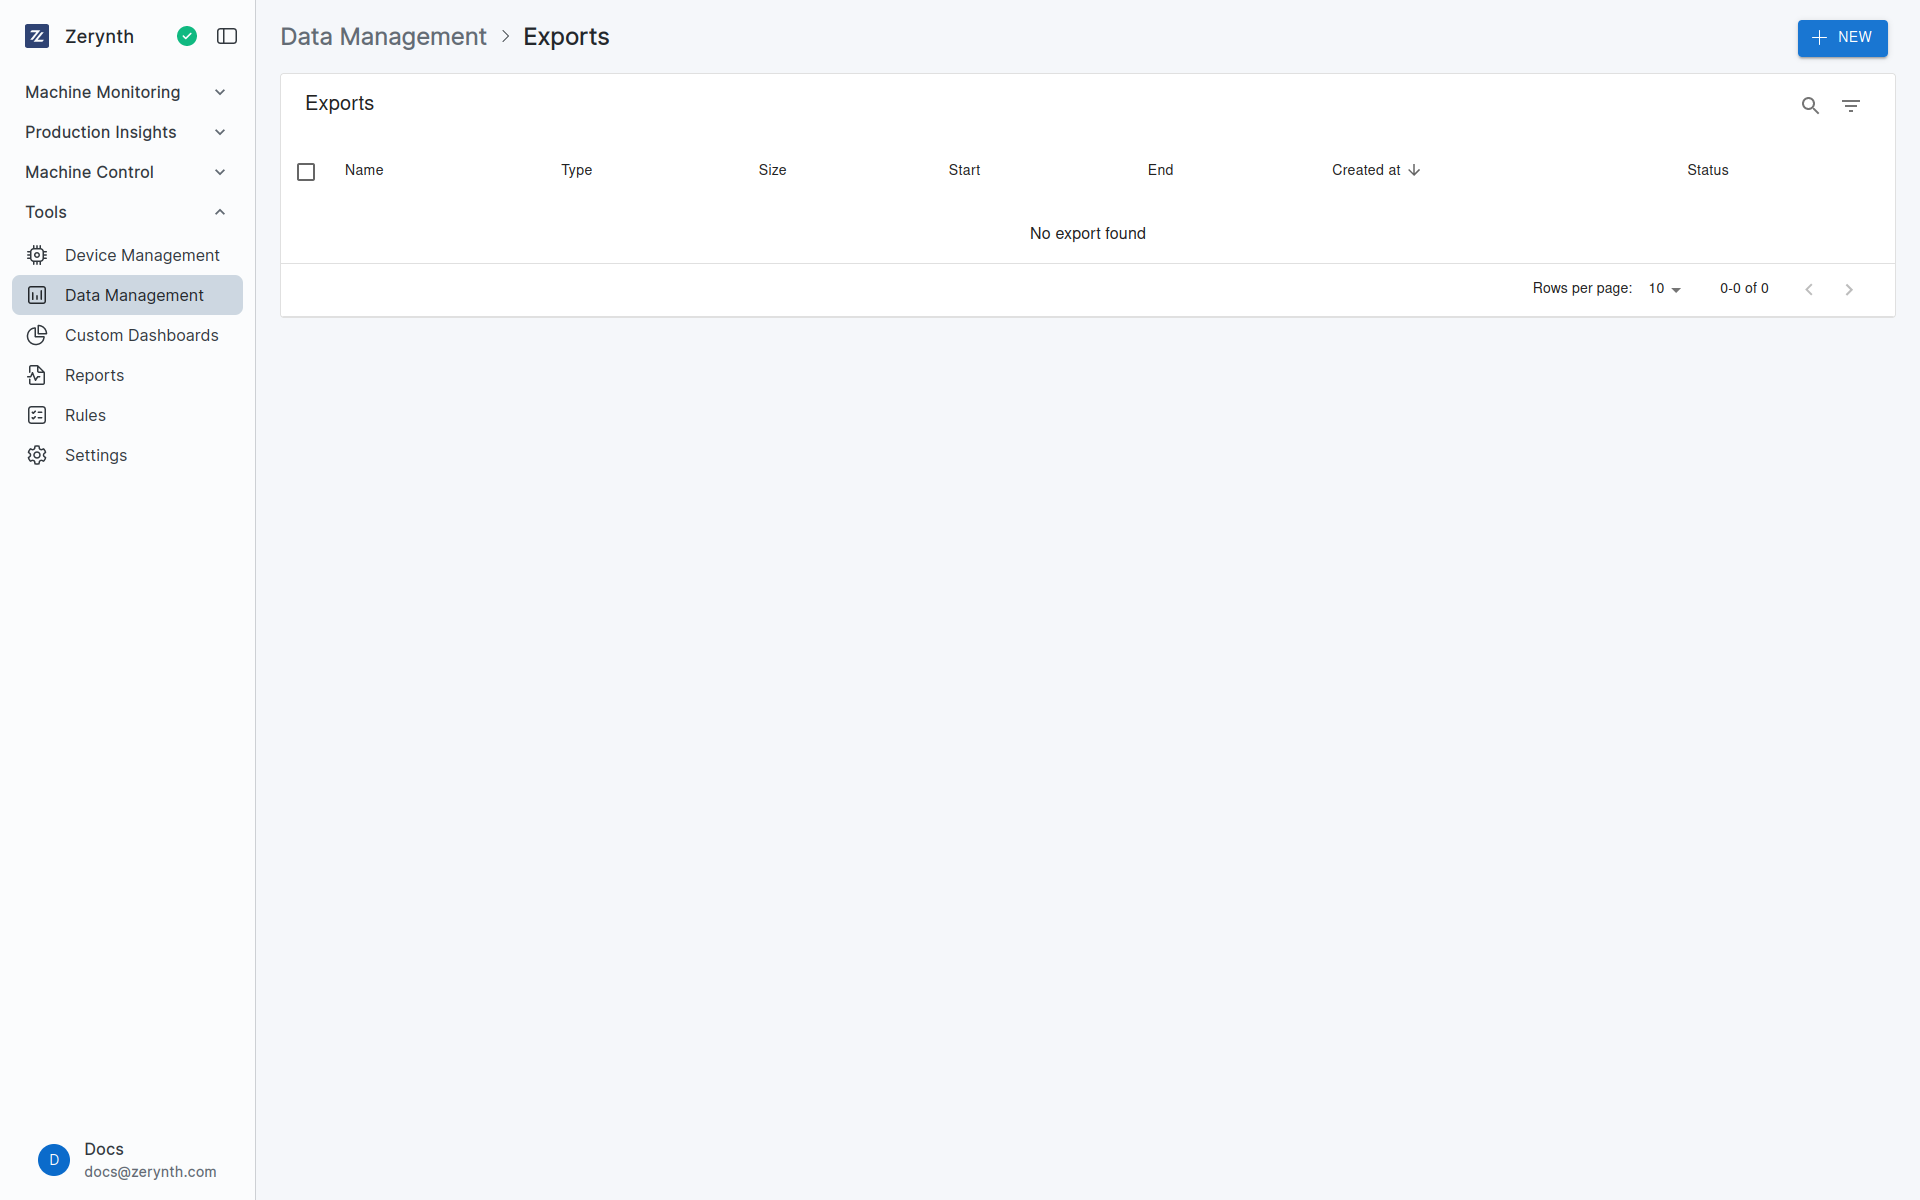 Zerynth
Machine Monitoring
Production Insights
Machine Control
Tools
Device Management
Data Management
Custom Dashboards
Reports
Rules
Settings
Docs
D
docs@zerynth.com
Data Management > Exports
NEW
Exports
Name Type Size Start End Created at Status
No export found
Rows per page: 10 0-0 of 0